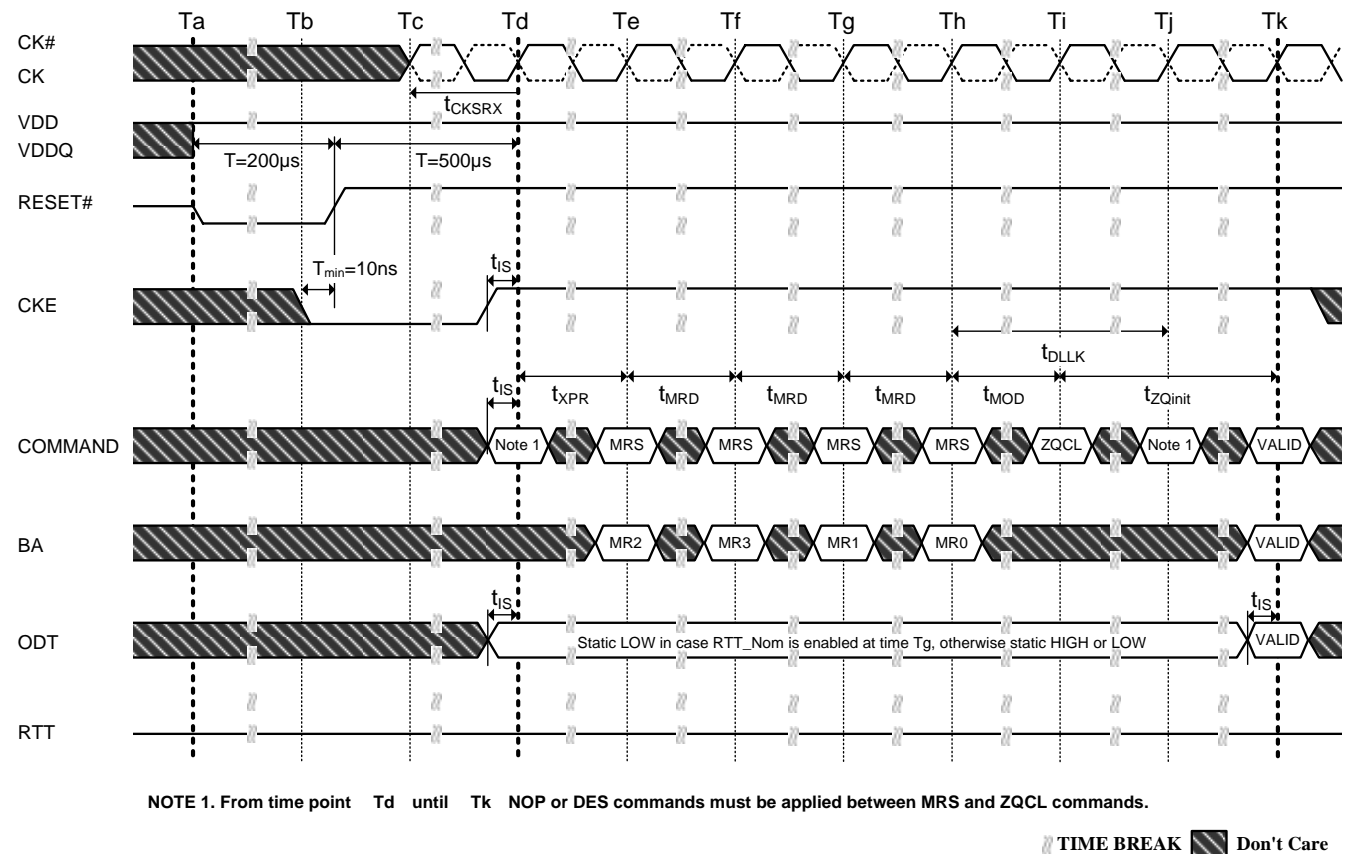 Ta Tb Tc Td Te Tf Tg Th Ti Tj Tk
CK#
CK
tCKSRX
VDD
VDDQ
T=200µs T=500µs
RESET#
Tmin=10ns tIS
CKE
tDLLK
tIS tXPR tMRD tMRD tMRD tMOD tZQinit
COMMAND Note 1 MRS MRS MRS MRS ZQCL Note 1 VALID
BA MR2 MR3 MR1 MR0 VALID
tIS tIS
ODT Static LOW in case RTT_Nom is enabled at time Tg, otherwise static HIGH or LOW VALID
RTT
NOTE 1. From time point Td until Tk NOP or DES commands must be applied between MRS and ZQCL commands.
TIME BREAK Don't Care